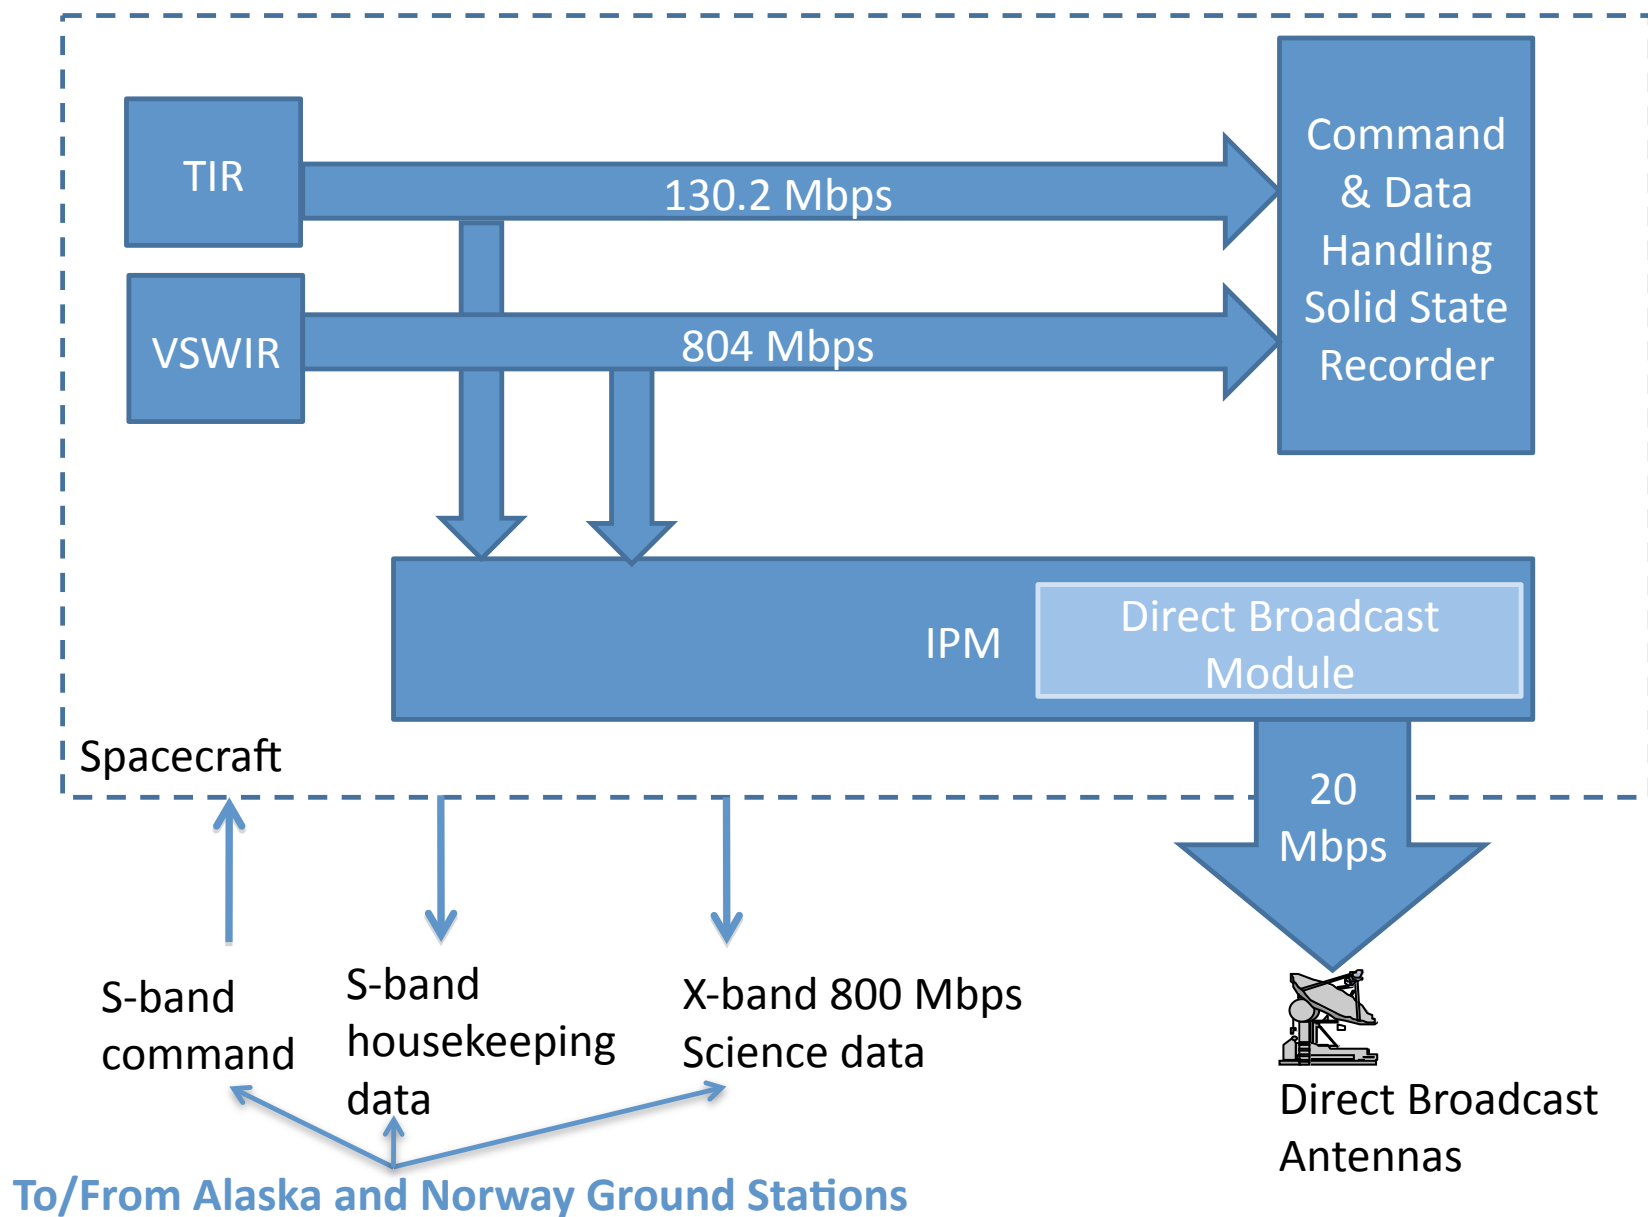 TIR
130.2 Mbps
Command
& Data
Handling
Solid State
Recorder
VSWIR
804 Mbps
IPM
Direct Broadcast
Module
Spacecraft
20
Mbps
S-band
command
S-band
housekeeping
data
X-band 800 Mbps
Science data
Direct Broadcast
Antennas
To/From Alaska and Norway Ground Stations